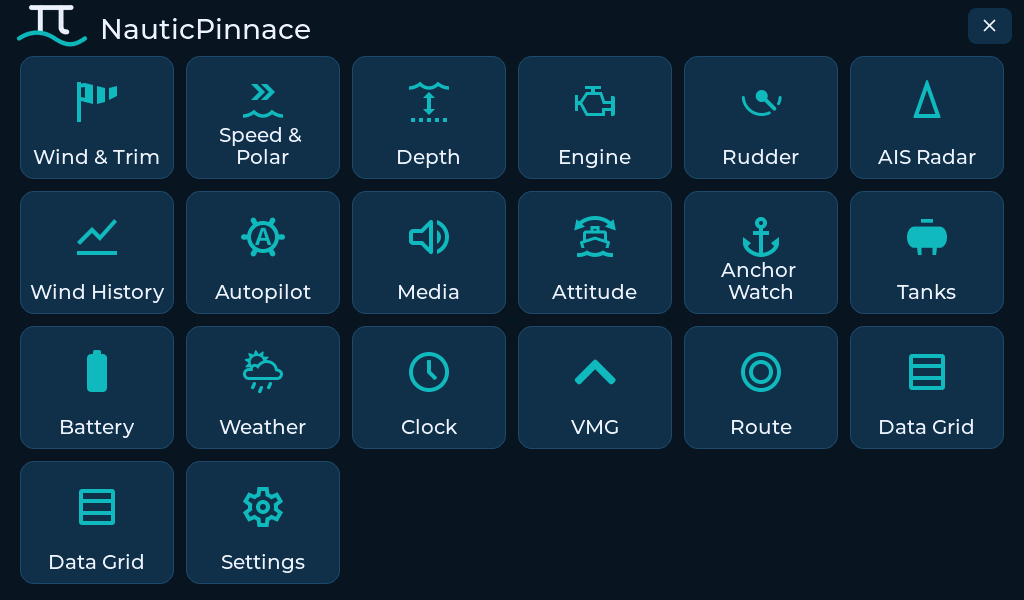 NauticPinnace
Wind & Trim
Speed &
Polar
Depth
Engine
Rudder
AIS Radar
Wind History
A
Autopilot
Media
Attitude
Anchor
Watch
Tanks
Battery
Weather
Clock
VMG
Route
Data Grid
Data Grid
Settings